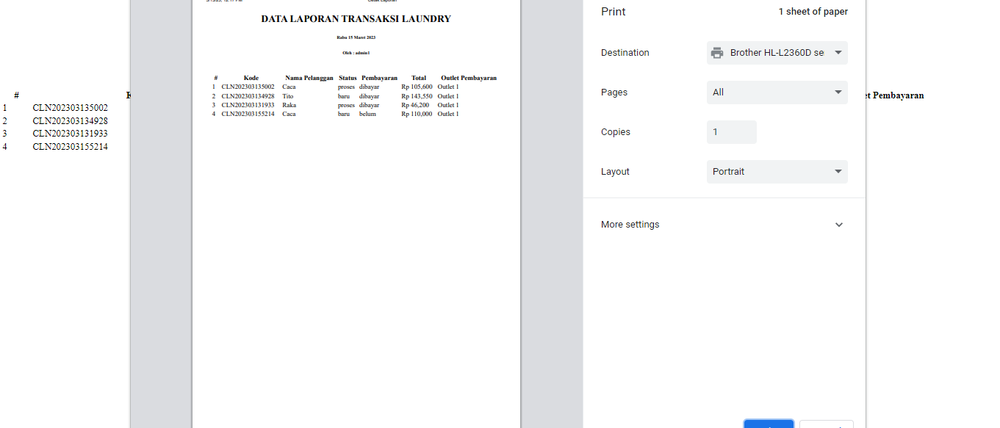 Print 1 sheet of paper
DATA LAPORAN TRANSAKSI LAUNDRY
Rabu 15 Maret 2023
Oleh : admin1
Destination Brother HL-L2360D se
# Kode Nama Pelanggan Status Pembayaran Total Outlet Pembayaran
1 CLN202303135002 Caca proses dibayar Rp 105,600 Outlet 1
2 CLN202303134928 Tito baru dibayar Rp 143,550 Outlet 1
3 CLN202303131933 Raka proses dibayar Rp 46,200 Outlet 1
4 CLN202303155214 Caca baru belum Rp 110,000 Outlet 1
Pages All
# et Pembayaran
1 CLN202303135002
2 CLN202303134928
3 CLN202303131933
4 CLN202303155214
Copies 1
Layout Portrait
More settings